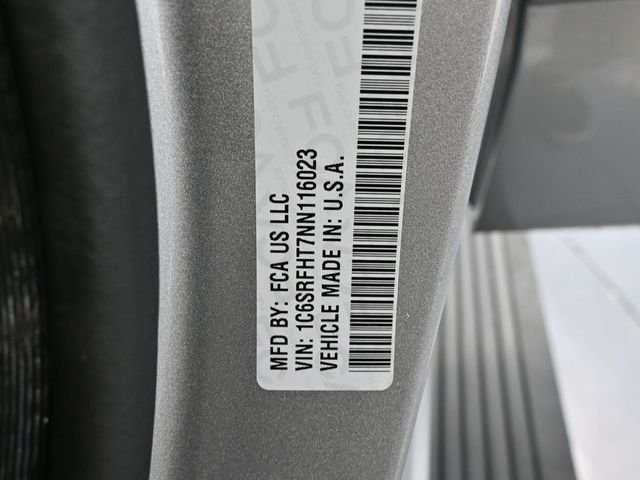 MFD BY: FCA US LLC
VIN: 1C6SRFHT7NN116023
VEHICLE MADE IN: U.S.A.